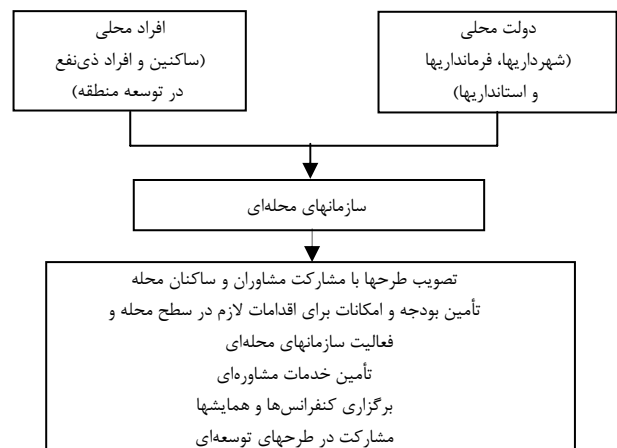 دولت محلی
(شهرداریها، فرمانداریها
و استانداریها)
افراد محلی
(ساکنین و افراد ذی‌نفع
در توسعه منطقه)
سازمانهای محله‌ای
تصویب طرحها با مشارکت مشاوران و ساکنان محله
تأمین بودجه و امکانات برای اقدامات لازم در سطح محله و
فعالیت سازمانهای محله‌ای
تأمین خدمات مشاوره‌ای
برگزاری کنفرانس‌ها و همایشها
مشارکت در طرحهای توسعه‌ای